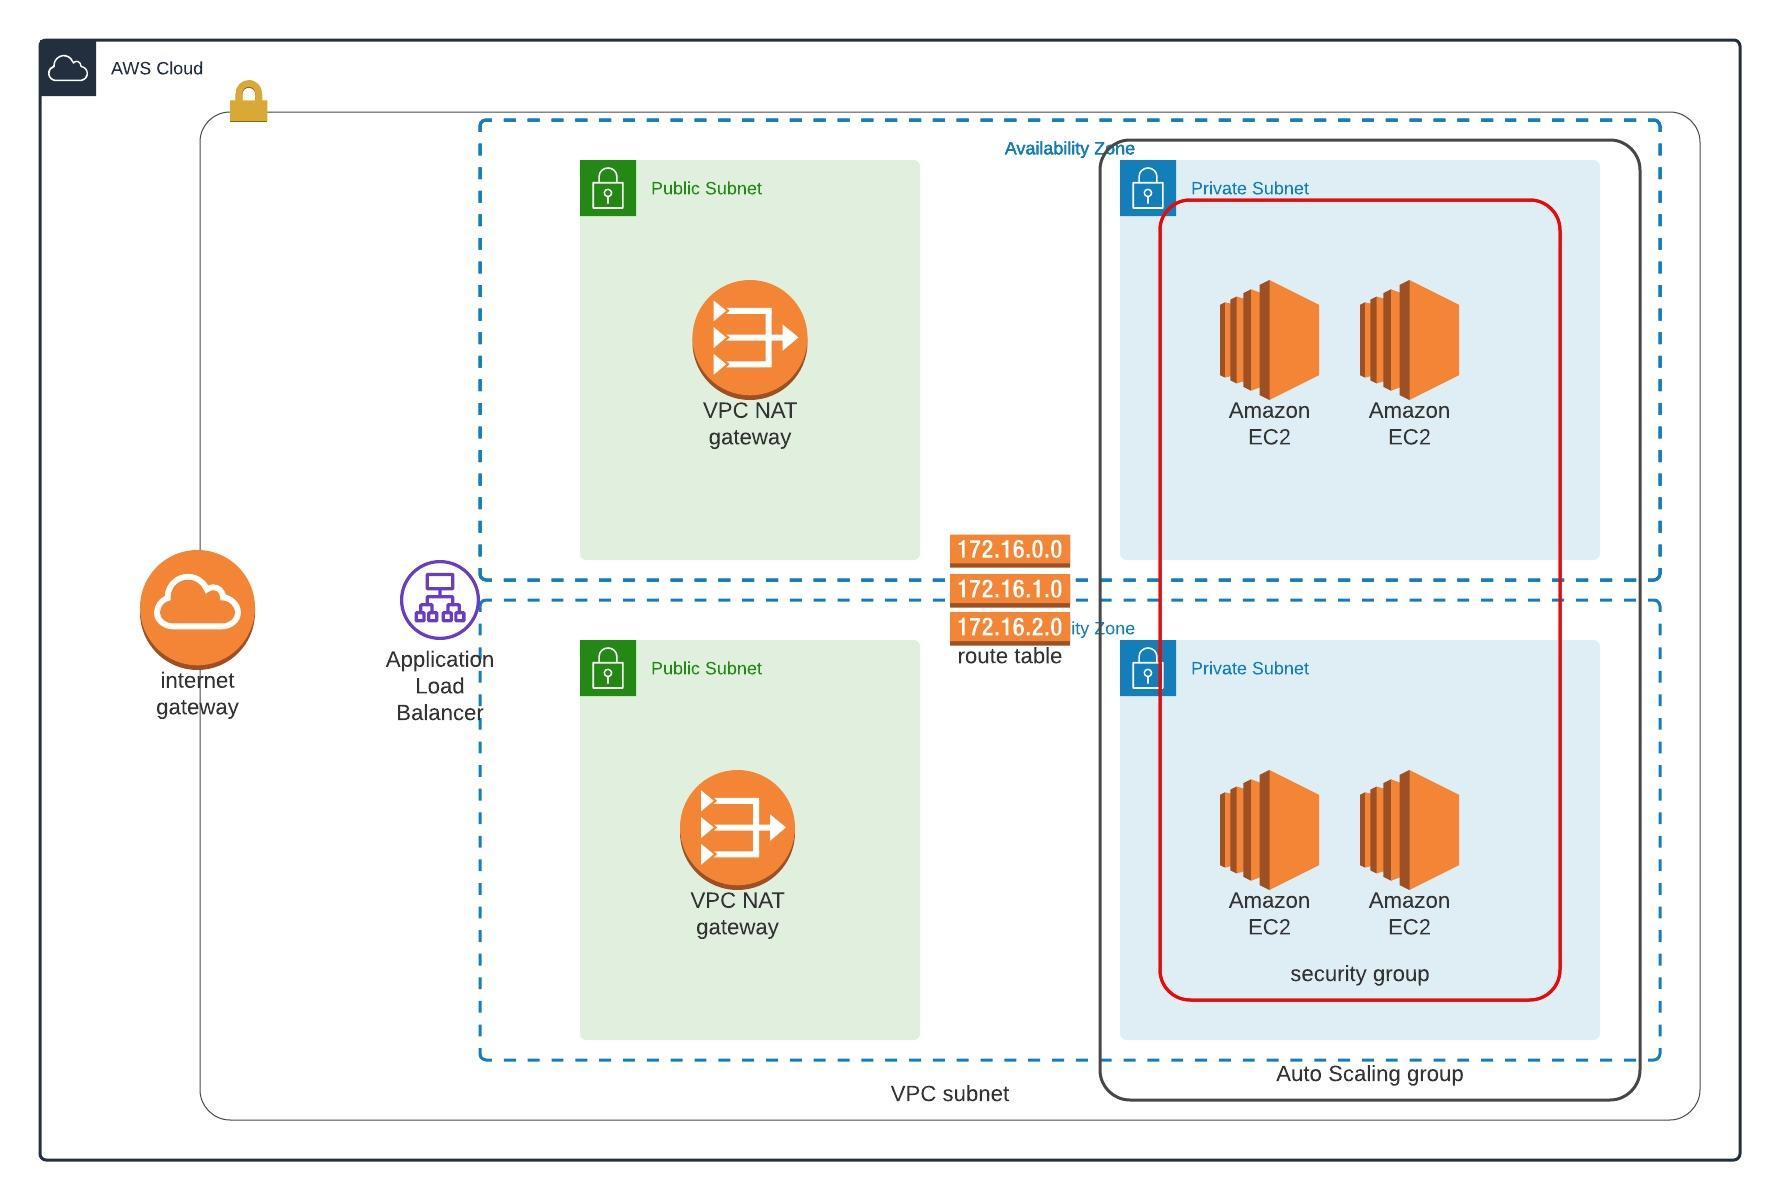 AWS Cloud
Availability Zone
Public Subnet
Private Subnet
VPC NAT
gateway
Amazon
EC2
Amazon
EC2
172.16.0.0
172.16.1.0
172.16.2.0
route table
Zone
internet
gateway
Application
Load
Balancer
Public Subnet
Private Subnet
VPC NAT
gateway
Amazon
EC2
Amazon
EC2
security group
Auto Scaling group
VPC subnet